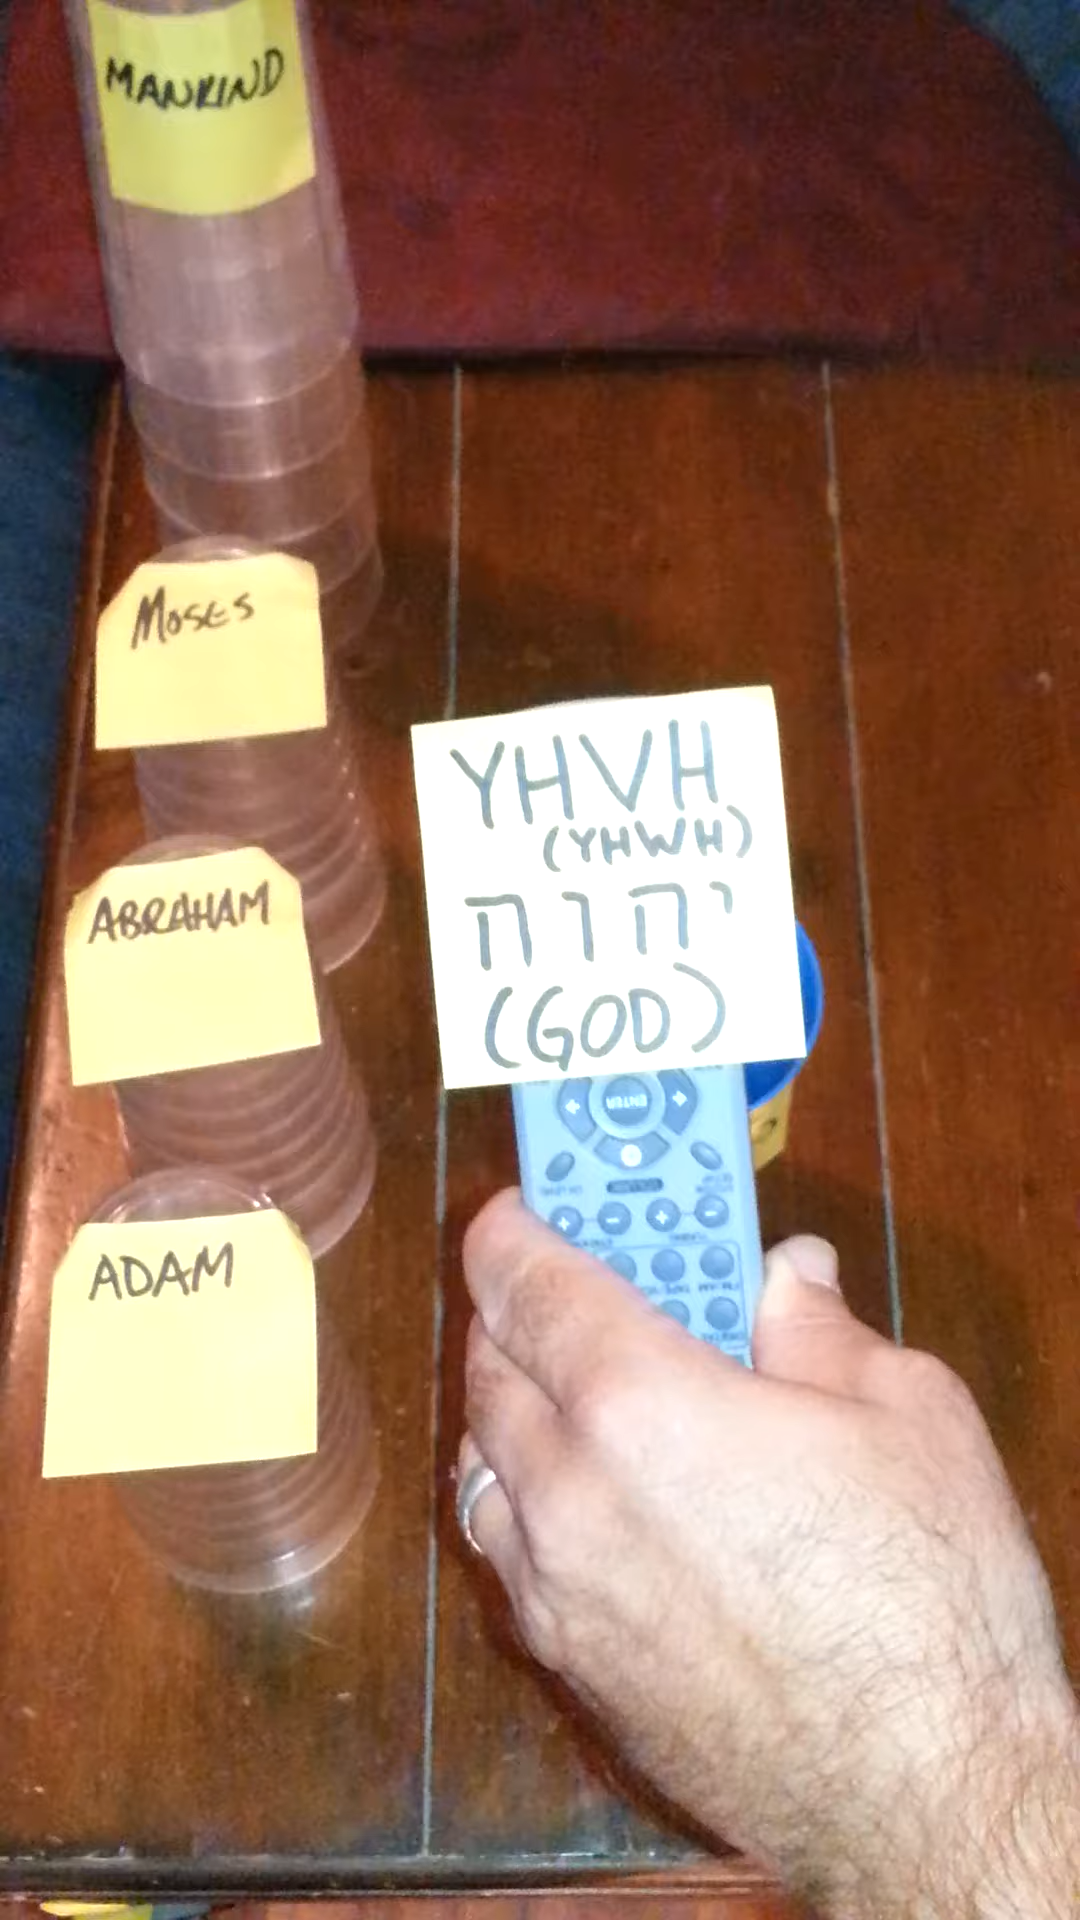 MANKIND
MOSES
ABRAHAM
ADAM
YHVH
(YHWH)
יהוה
(GOD)
ENTER